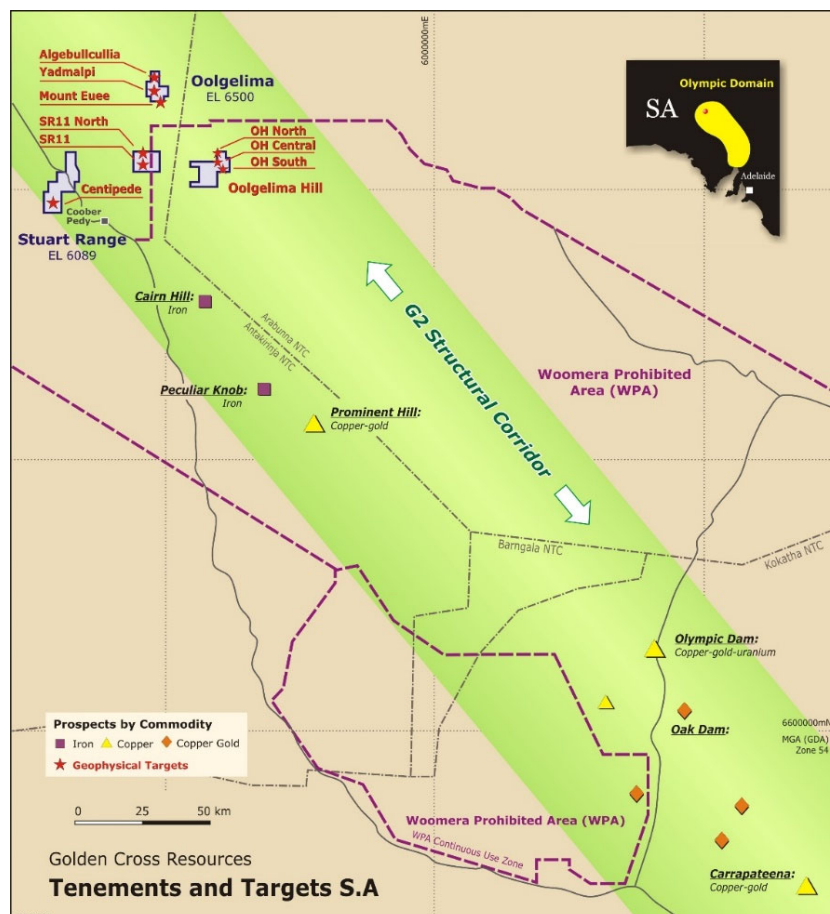 Algebullcullia
Yadmalpi
Mount Euee
Oolgelima
EL 6500
SR11 North
SR11
OH North
OH Central
OH South
Oolgelima Hill
Centipede
Coober
Pedy
Stuart Range
EL 6089
6000000mE
Olympic Domain
SA
Adelaide
Cairn Hill:
Iron
Arabunna NTC
Antakirinja NTC
G2 Structural Corridor
Peculiar Knob:
Iron
Prominent Hill:
Copper-gold
Woomera Prohibited
Area (WPA)
Barngala NTC
Kokatha NTC
Olympic Dam:
Copper-gold-uranium
Oak Dam:
6600000mN
MGA (GDA)
Zone 54
Prospects by Commodity
Iron Copper Copper Gold
Geophysical Targets
0 25 50 km
Woomera Prohibited Area (WPA)
WPA Continuous Use Zone
Carrapateena:
Copper-gold
Golden Cross Resources
Tenements and Targets S.A